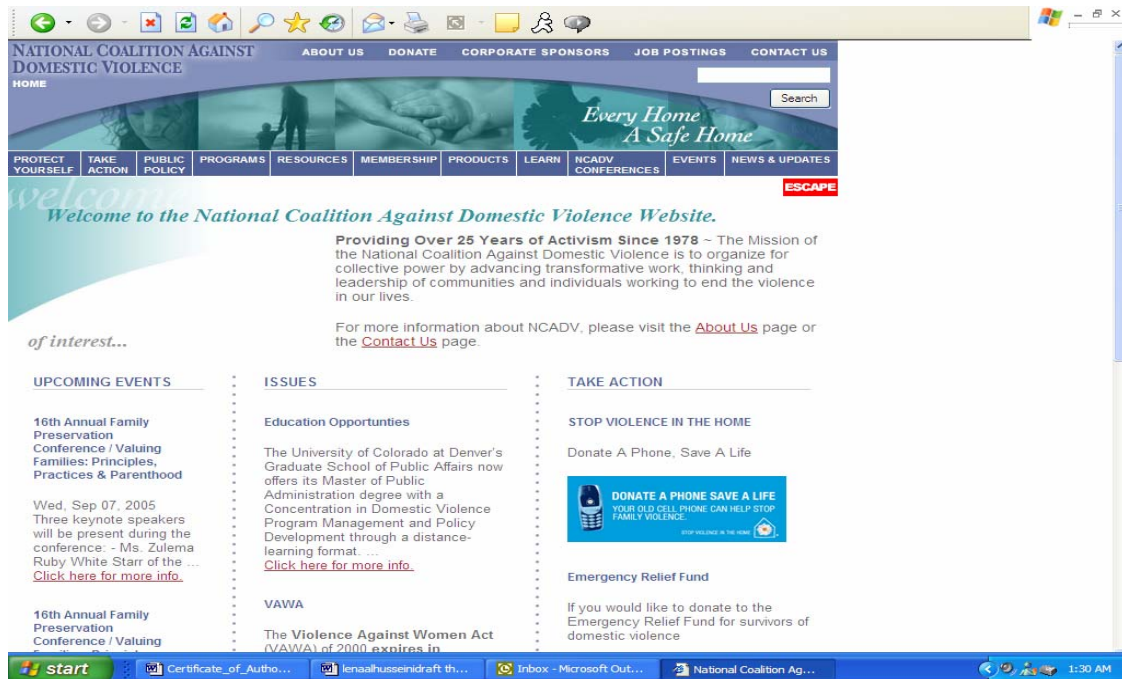 NATIONAL COALITION AGAINST
DOMESTIC VIOLENCE
HOME
ABOUT US DONATE CORPORATE SPONSORS JOB POSTINGS CONTACT US
Search
Every Home
A Safe Home
PROTECT YOURSELF TAKE ACTION PUBLIC POLICY PROGRAMS RESOURCES MEMBERSHIP PRODUCTS LEARN NCADV CONFERENCES EVENTS NEWS & UPDATES
ESCAPE
welcome
Welcome to the National Coalition Against Domestic Violence Website.
Providing Over 25 Years of Activism Since 1978 ~ The Mission of
the National Coalition Against Domestic Violence is to organize for
collective power by advancing transformative work, thinking and
leadership of communities and individuals working to end the violence
in our lives.
For more information about NCADV, please visit the About Us page or
the Contact Us page.
of interest...
UPCOMING EVENTS
16th Annual Family
Preservation
Conference / Valuing
Families: Principles,
Practices & Parenthood
Wed, Sep 07, 2005
Three keynote speakers
will be present during the
conference: - Ms. Zulema
Ruby White Starr of the ...
Click here for more info.
16th Annual Family
Preservation
Conference / Valuing
ISSUES
Education Opportunties
The University of Colorado at Denver's
Graduate School of Public Affairs now
offers its Master of Public
Administration degree with a
Concentration in Domestic Violence
Program Management and Policy
Development through a distance-
learning format. ...
Click here for more info.
VAWA
The Violence Against Women Act
(VAWA) of 2000 expires in
TAKE ACTION
STOP VIOLENCE IN THE HOME
Donate A Phone, Save A Life
DONATE A PHONE SAVE A LIFE
YOUR OLD CELL PHONE CAN HELP STOP
FAMILY VIOLENCE.
STOP VIOLENCE IN THE HOME
Emergency Relief Fund
If you would like to donate to the
Emergency Relief Fund for survivors of
domestic violence
start
Certificate_of_Autho...
lenaalhusseinidraft th...
Inbox - Microsoft Out...
National Coalition Ag...
1:30 AM